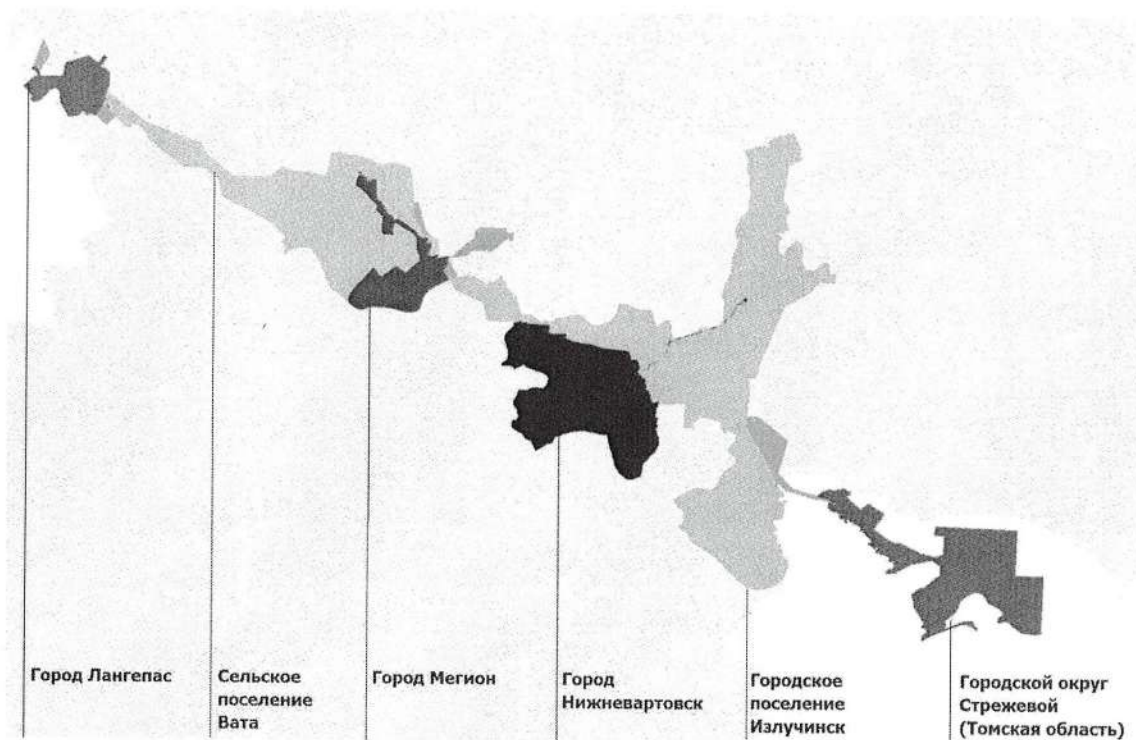 Город Лангепас
Сельское
поселение
Вата
Город Мегион
Город
Нижневартовск
Городское
поселение
Излучинск
Городской округ
Стрежевой
(Томская область)